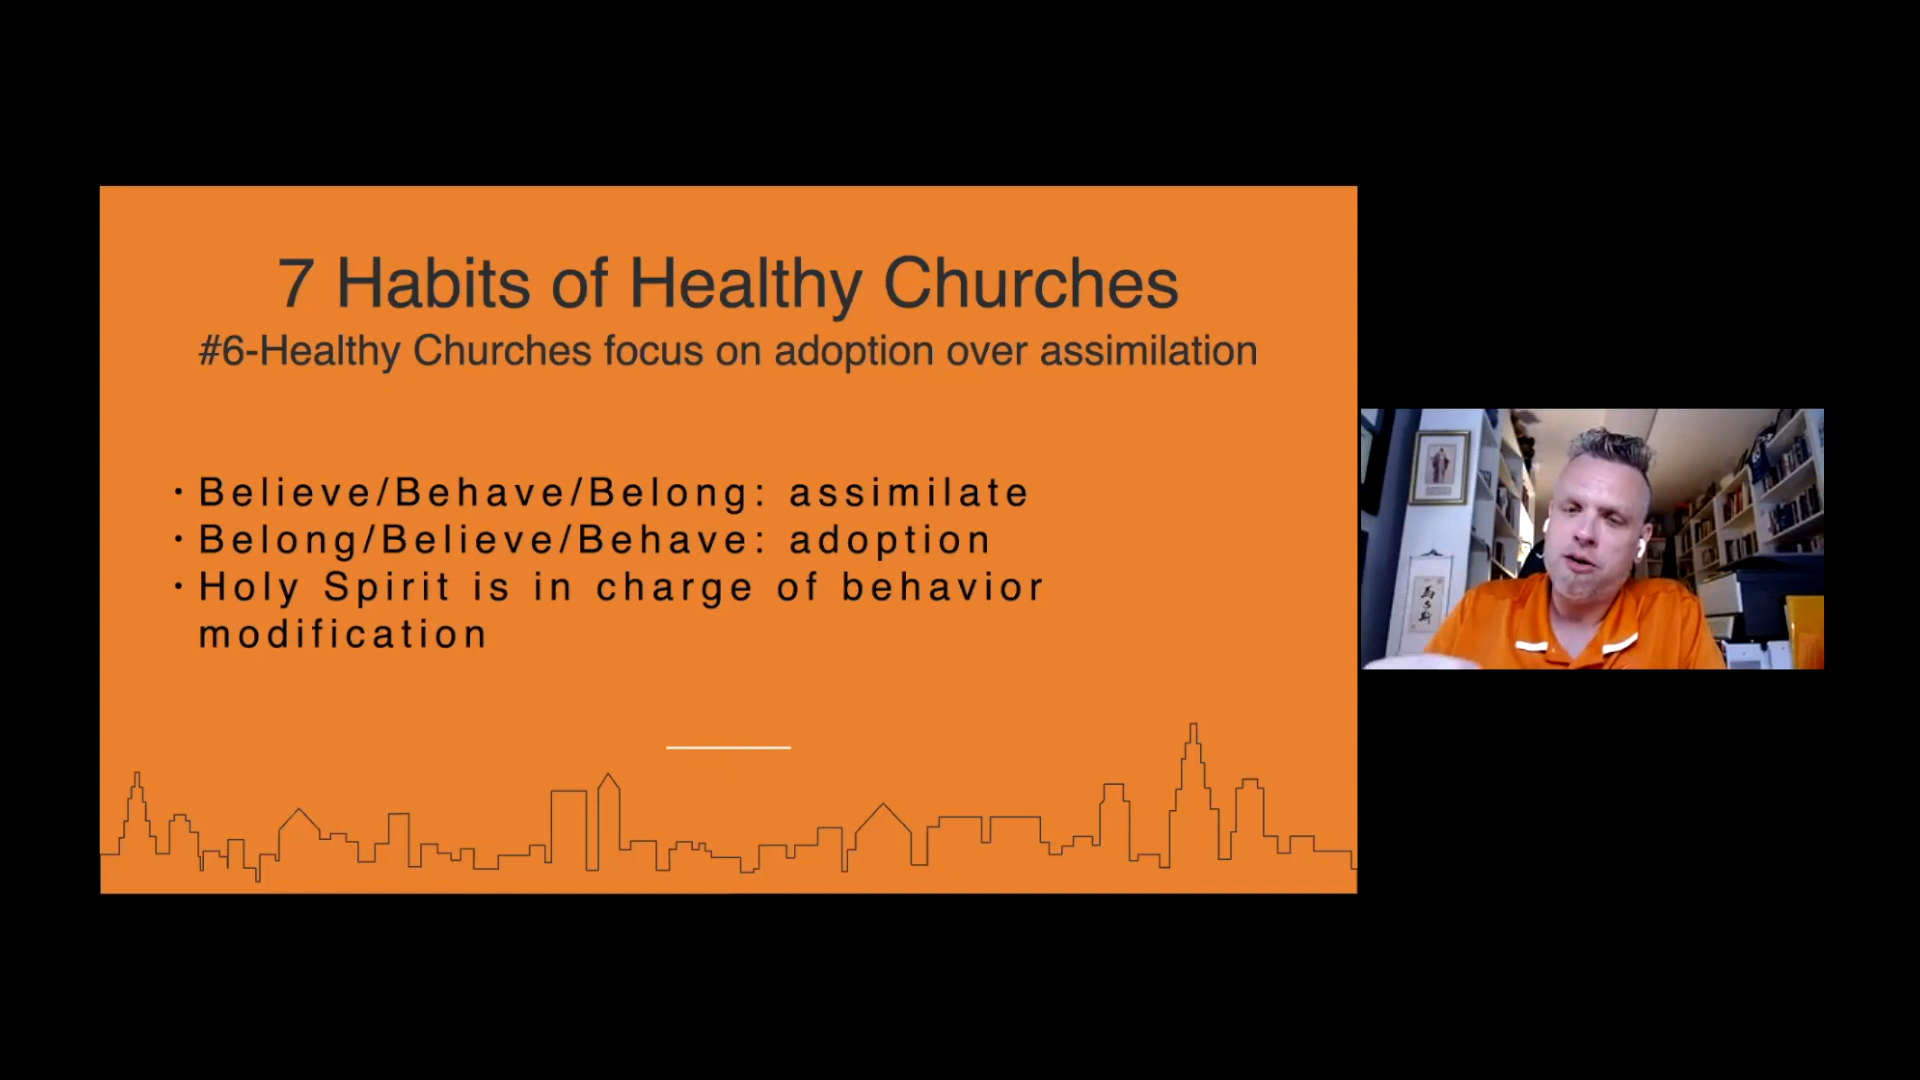 7 Habits of Healthy Churches
#6-Healthy Churches focus on adoption over assimilation
• Believe/Behave/Belong: assimilate
• Belong/Believe/Behave: adoption
• Holy Spirit is in charge of behavior
modification